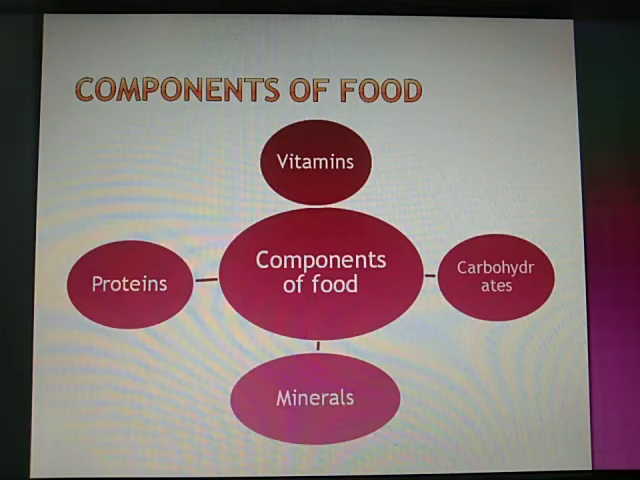 COMPONENTS OF FOOD
Vitamins
Components
of food
Proteins
Carbohydr
ates
Minerals